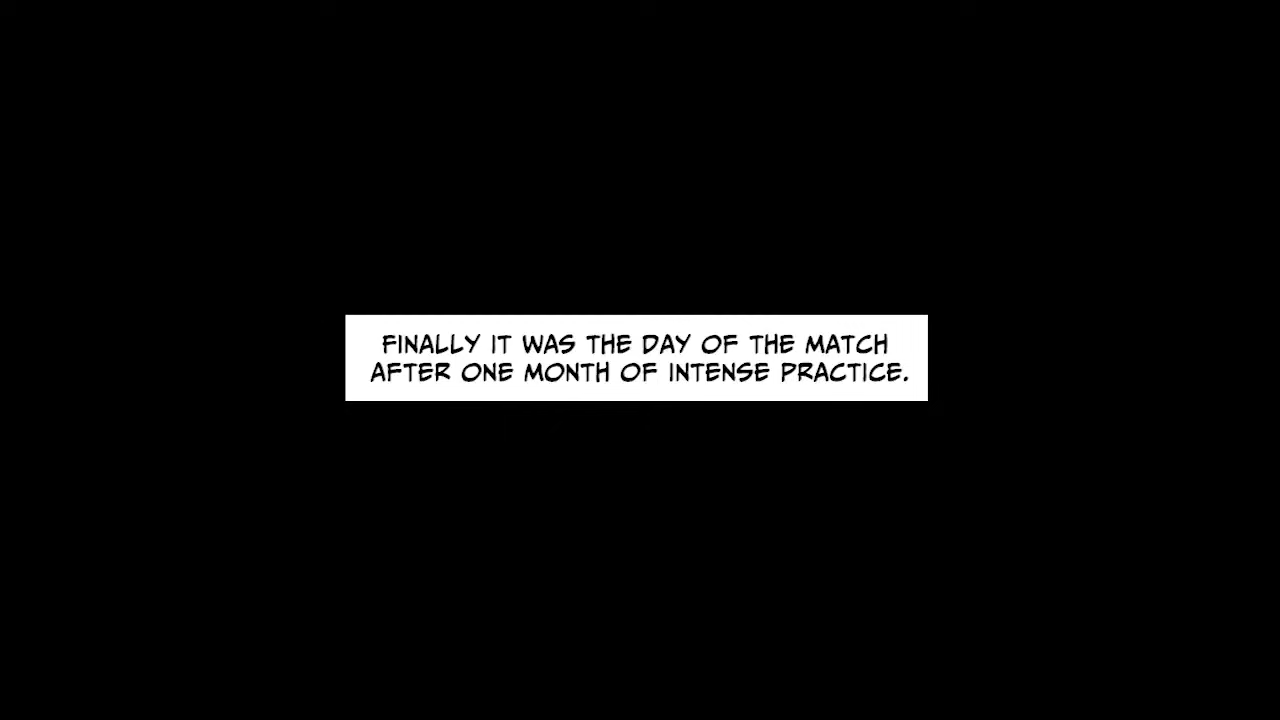 FINALLY IT WAS THE DAY OF THE MATCH
AFTER ONE MONTH OF INTENSE PRACTICE.